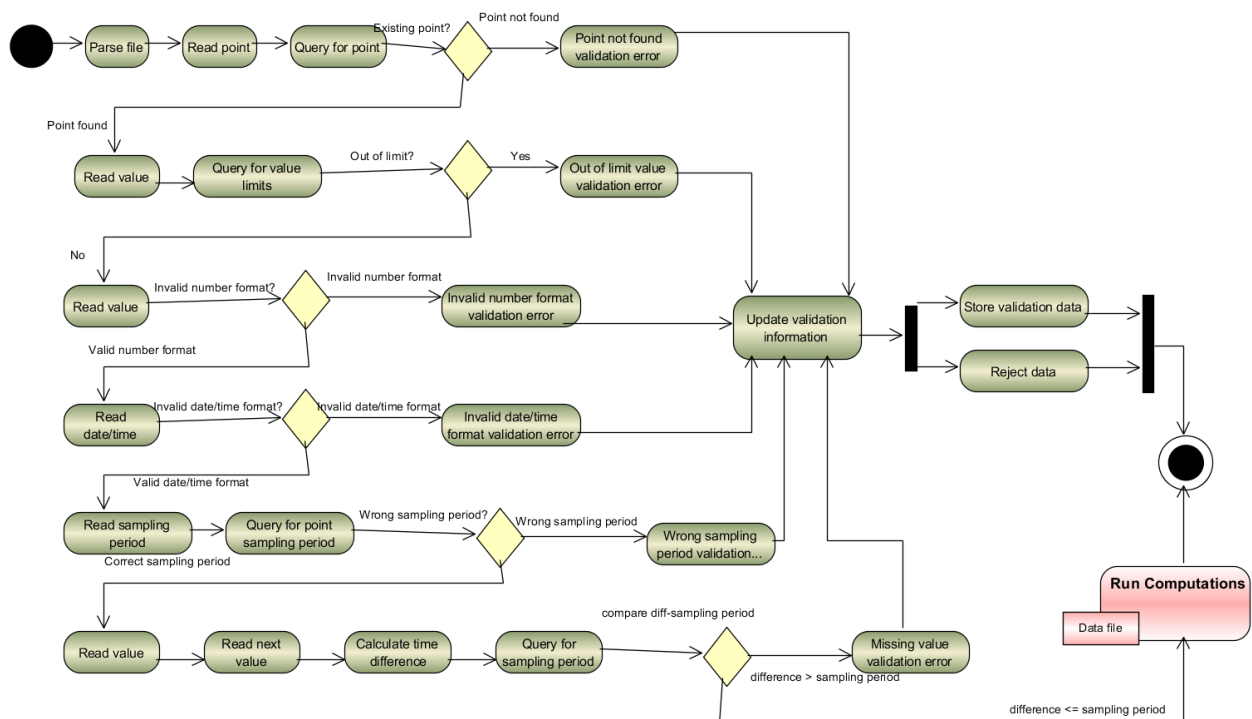 Existing point?
Point not found
Parse file
Read point
Query for point
Point not found
validation error
Point found
Read value
Query for value
limits
Out of limit?
Yes
Out of limit value
validation error
No
Read value
Invalid number format?
Invalid number format
Invalid number format
validation error
Update validation
information
Store validation data
Reject data
Valid number format
Read
date/time
Invalid date/time format?
Invalid date/time format
Invalid date/time
format validation error
Valid date/time format
Read sampling
period
Query for point
sampling period
Wrong sampling period?
Wrong sampling period
Wrong sampling
period validation...
Correct sampling period
Run Computations
Data file
compare diff-sampling period
Read value
Read next
value
Calculate time
difference
Query for
sampling period
Missing value
validation error
difference > sampling period
difference <= sampling period